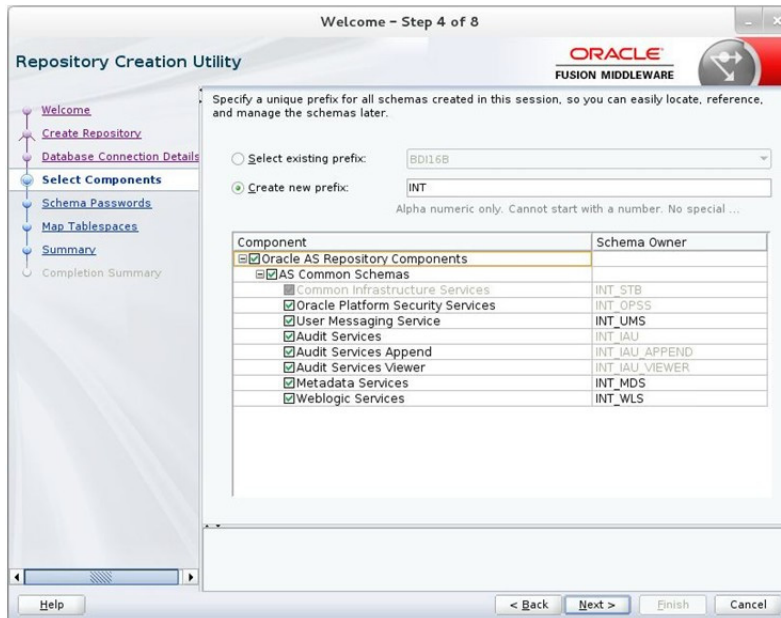 Welcome – Step 4 of 8
Repository Creation Utility
ORACLE
FUSION MIDDLEWARE
Welcome
Create Repository
Database Connection Details
Select Components
Schema Passwords
Map Tablespaces
Summary
Completion Summary
Specify a unique prefix for all schemas created in this session, so you can easily locate, reference,
and manage the schemas later.
Select existing prefix: BDI16B
Create new prefix: INT
Alpha numeric only. Cannot start with a number. No special ...
Component Schema Owner
Oracle AS Repository Components
AS Common Schemas
Common Infrastructure Services INT_STB
Oracle Platform Security Services INT_OPSS
User Messaging Service INT_UMS
Audit Services INT_IAU
Audit Services Append INT_IAU_APPEND
Audit Services Viewer INT_IAU_VIEWER
Metadata Services INT_MDS
Weblogic Services INT_WLS
Help < Back Next > Finish Cancel